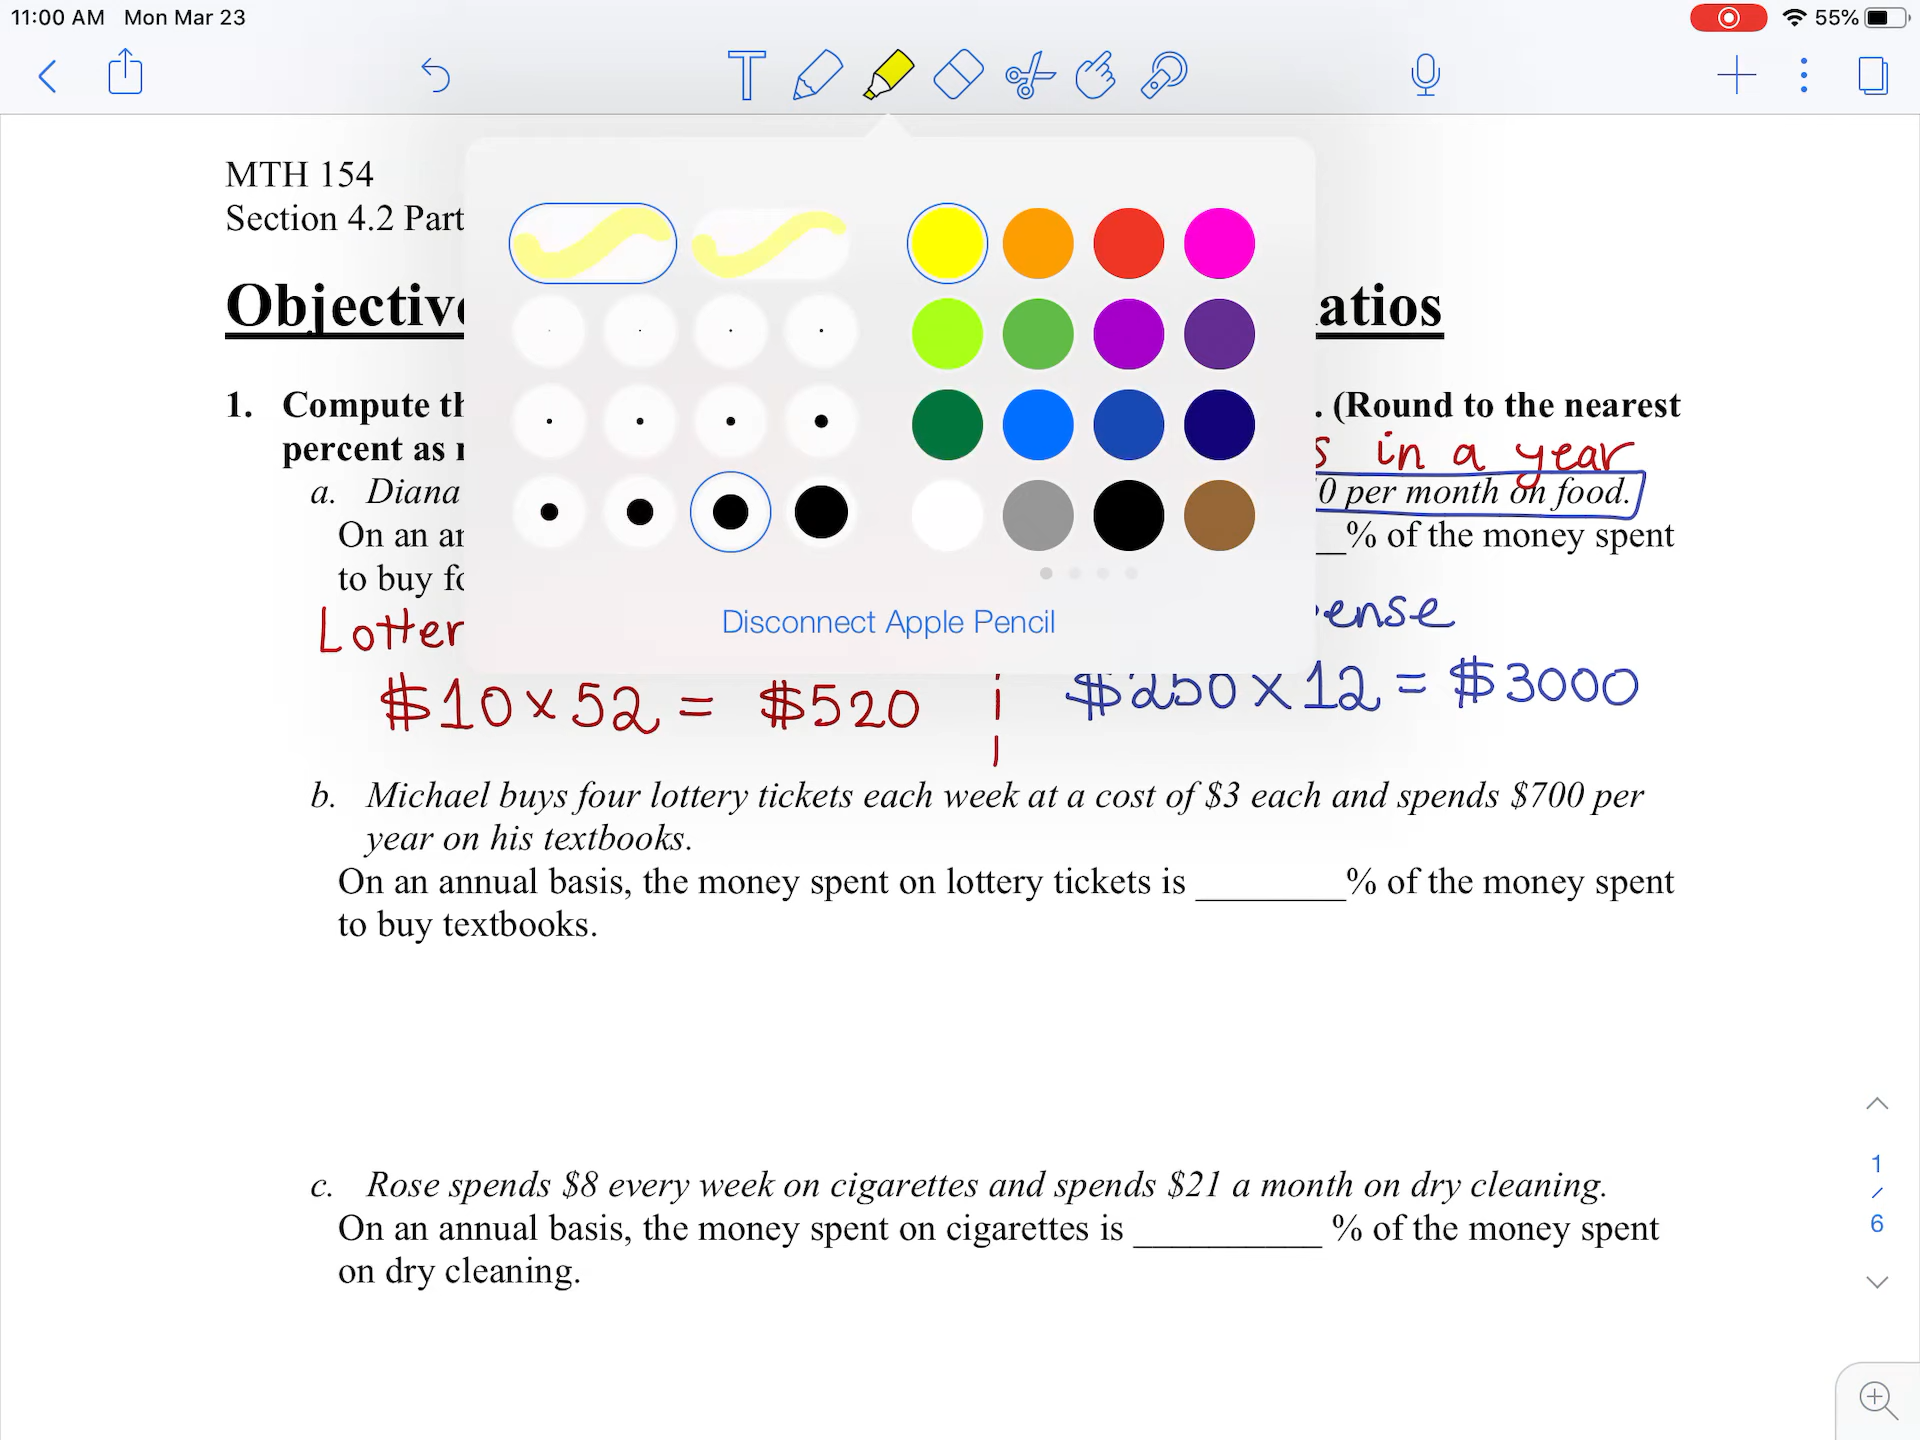 11:00 AM Mon Mar 23 55%
T
MTH 154
Section 4.2 Part
Objective atios
1. Compute th . (Round to the nearest
percent as in a year
a. Diana 0 per month on food.
On an an __% of the money spent
to buy fo
Disconnect Apple Pencil
Lotter ense
$10 x 52 = $520 $250 x 12 = $3000
b. Michael buys four lottery tickets each week at a cost of $3 each and spends $700 per
year on his textbooks.
On an annual basis, the money spent on lottery tickets is ________% of the money spent
to buy textbooks.
c. Rose spends $8 every week on cigarettes and spends $21 a month on dry cleaning.
On an annual basis, the money spent on cigarettes is __________ % of the money spent
on dry cleaning.
1
/
6